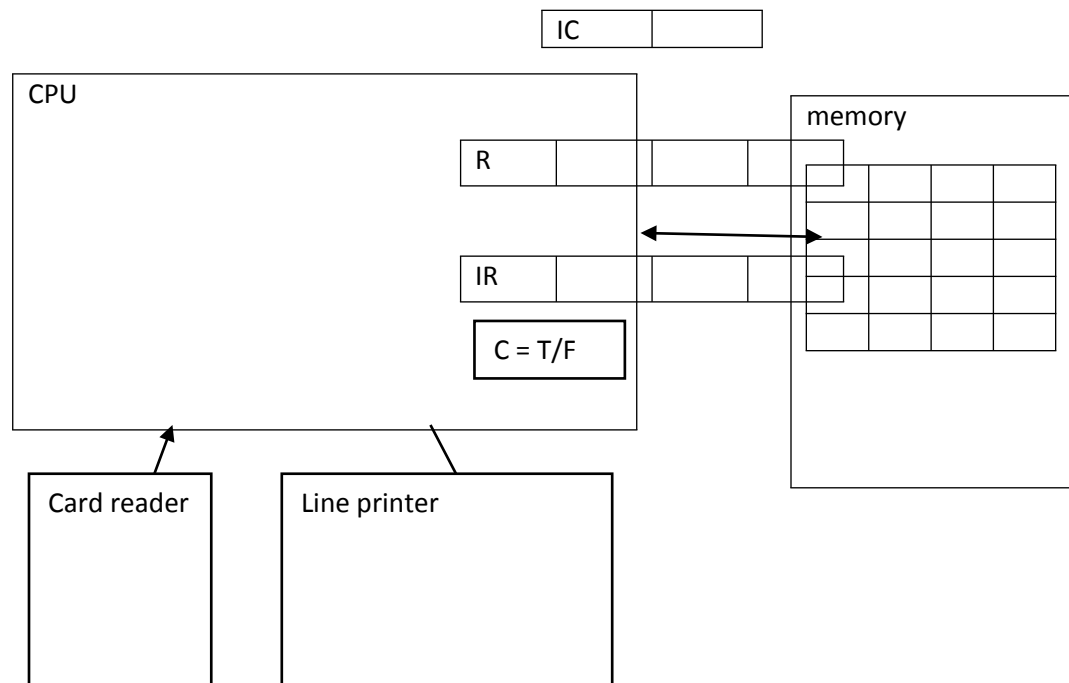 IC
CPU
memory
R
IR
C = T/F
Card reader
Line printer